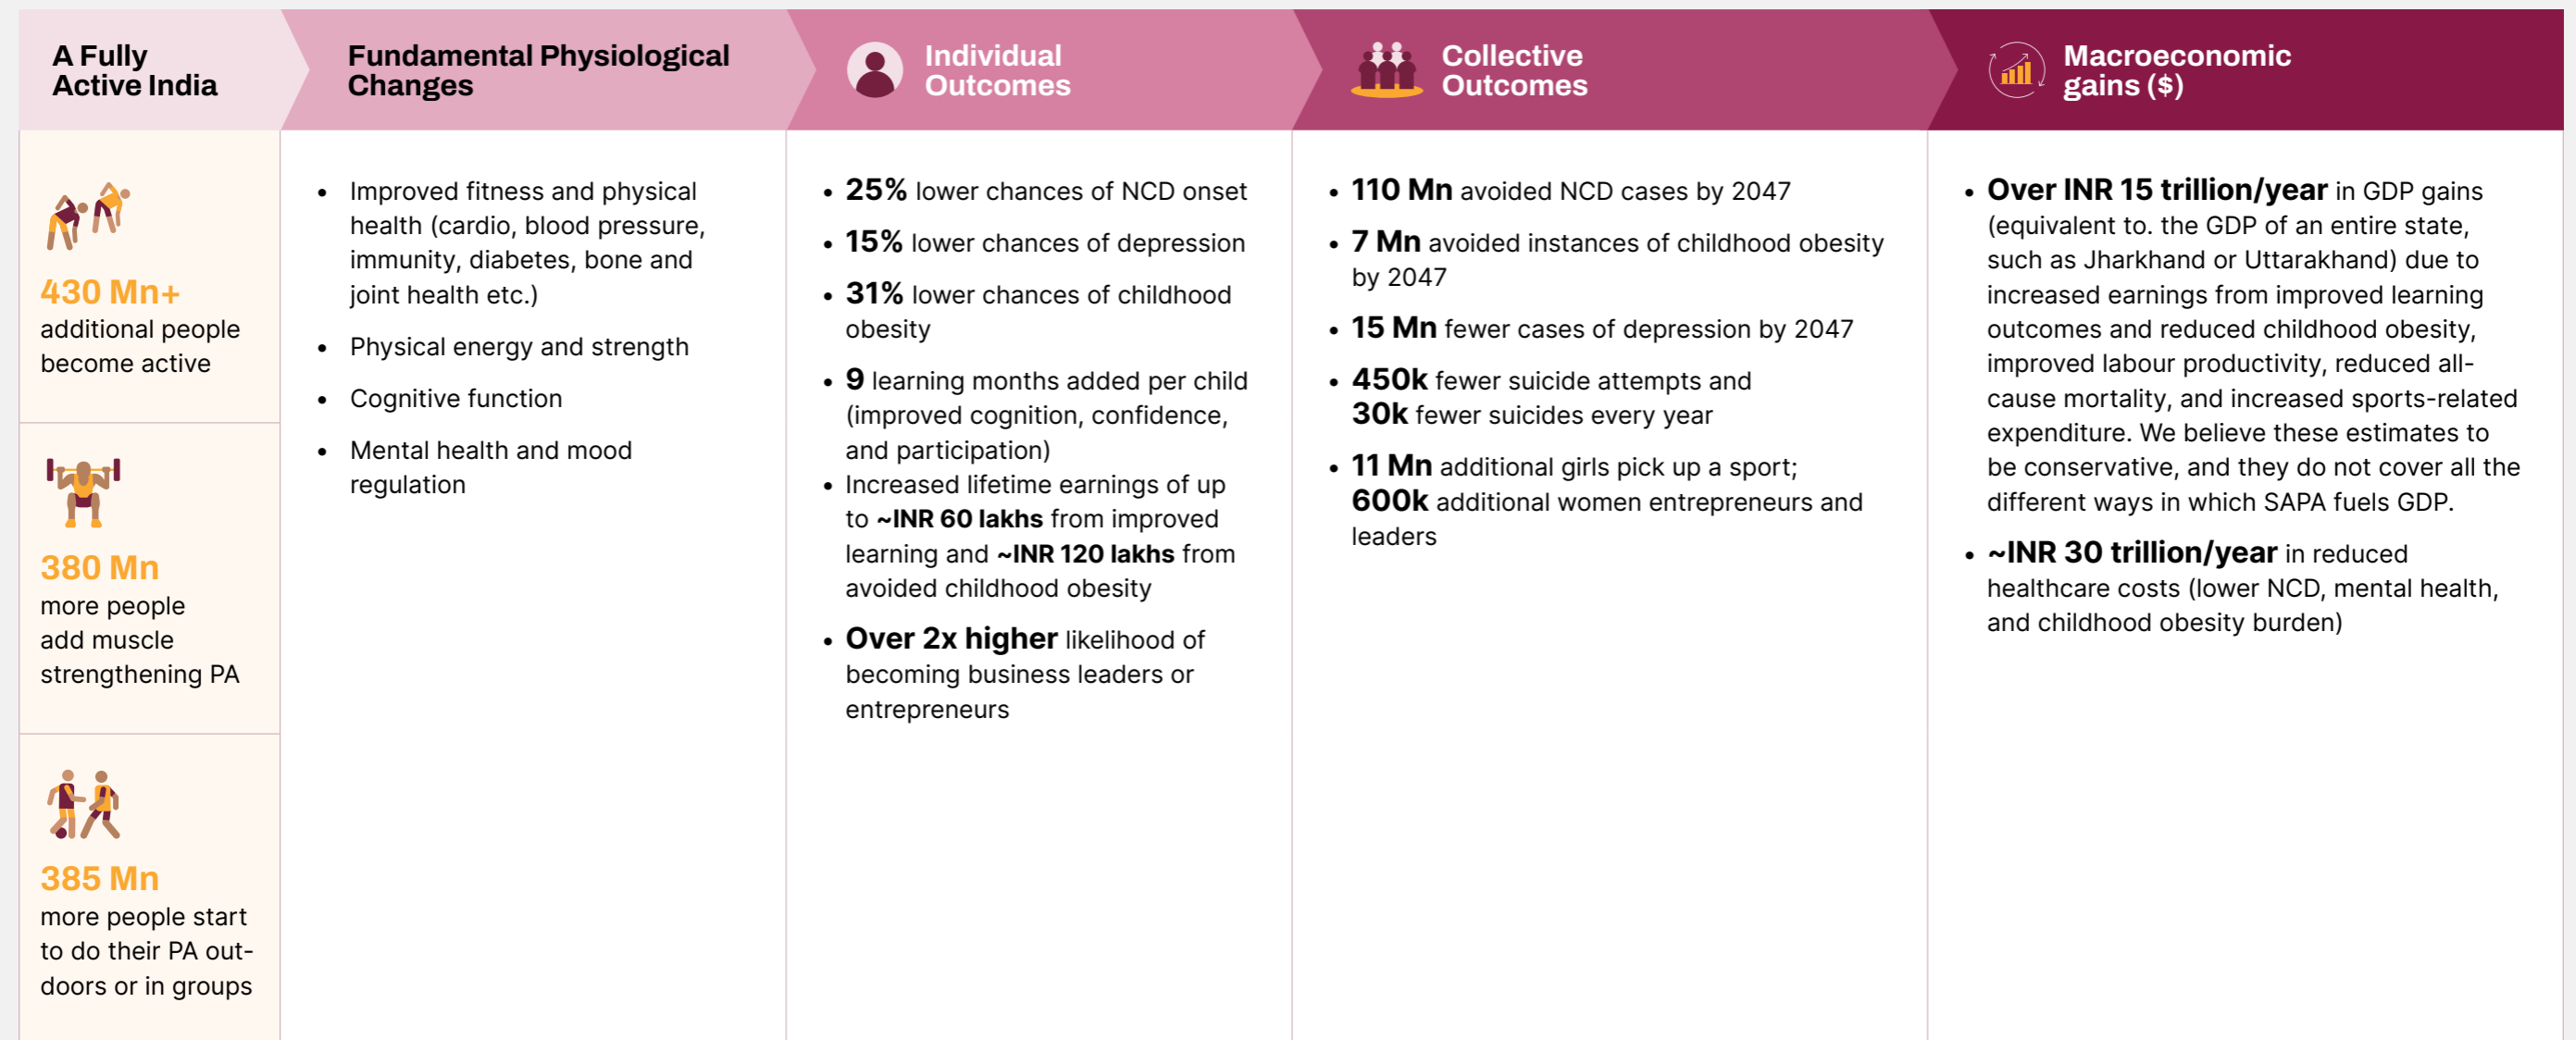 A Fully
Active India
Fundamental Physiological
Changes
Individual
Outcomes
Collective
Outcomes
Macroeconomic
gains ($)
430 Mn+
additional people
become active
380 Mn
more people
add muscle
strengthening PA
385 Mn
more people start
to do their PA out-
doors or in groups
• Improved fitness and physical
health (cardio, blood pressure,
immunity, diabetes, bone and
joint health etc.)
• Physical energy and strength
• Cognitive function
• Mental health and mood
regulation
• 25% lower chances of NCD onset
• 15% lower chances of depression
• 31% lower chances of childhood
obesity
• 9 learning months added per child
(improved cognition, confidence,
and participation)
• Increased lifetime earnings of up
to ~INR 60 lakhs from improved
learning and ~INR 120 lakhs from
avoided childhood obesity
• Over 2x higher likelihood of
becoming business leaders or
entrepreneurs
• 110 Mn avoided NCD cases by 2047
• 7 Mn avoided instances of childhood obesity
by 2047
• 15 Mn fewer cases of depression by 2047
• 450k fewer suicide attempts and
30k fewer suicides every year
• 11 Mn additional girls pick up a sport;
600k additional women entrepreneurs and
leaders
• Over INR 15 trillion/year in GDP gains
(equivalent to. the GDP of an entire state,
such as Jharkhand or Uttarakhand) due to
increased earnings from improved learning
outcomes and reduced childhood obesity,
improved labour productivity, reduced all-
cause mortality, and increased sports-related
expenditure. We believe these estimates to
be conservative, and they do not cover all the
different ways in which SAPA fuels GDP.
• ~INR 30 trillion/year in reduced
healthcare costs (lower NCD, mental health,
and childhood obesity burden)